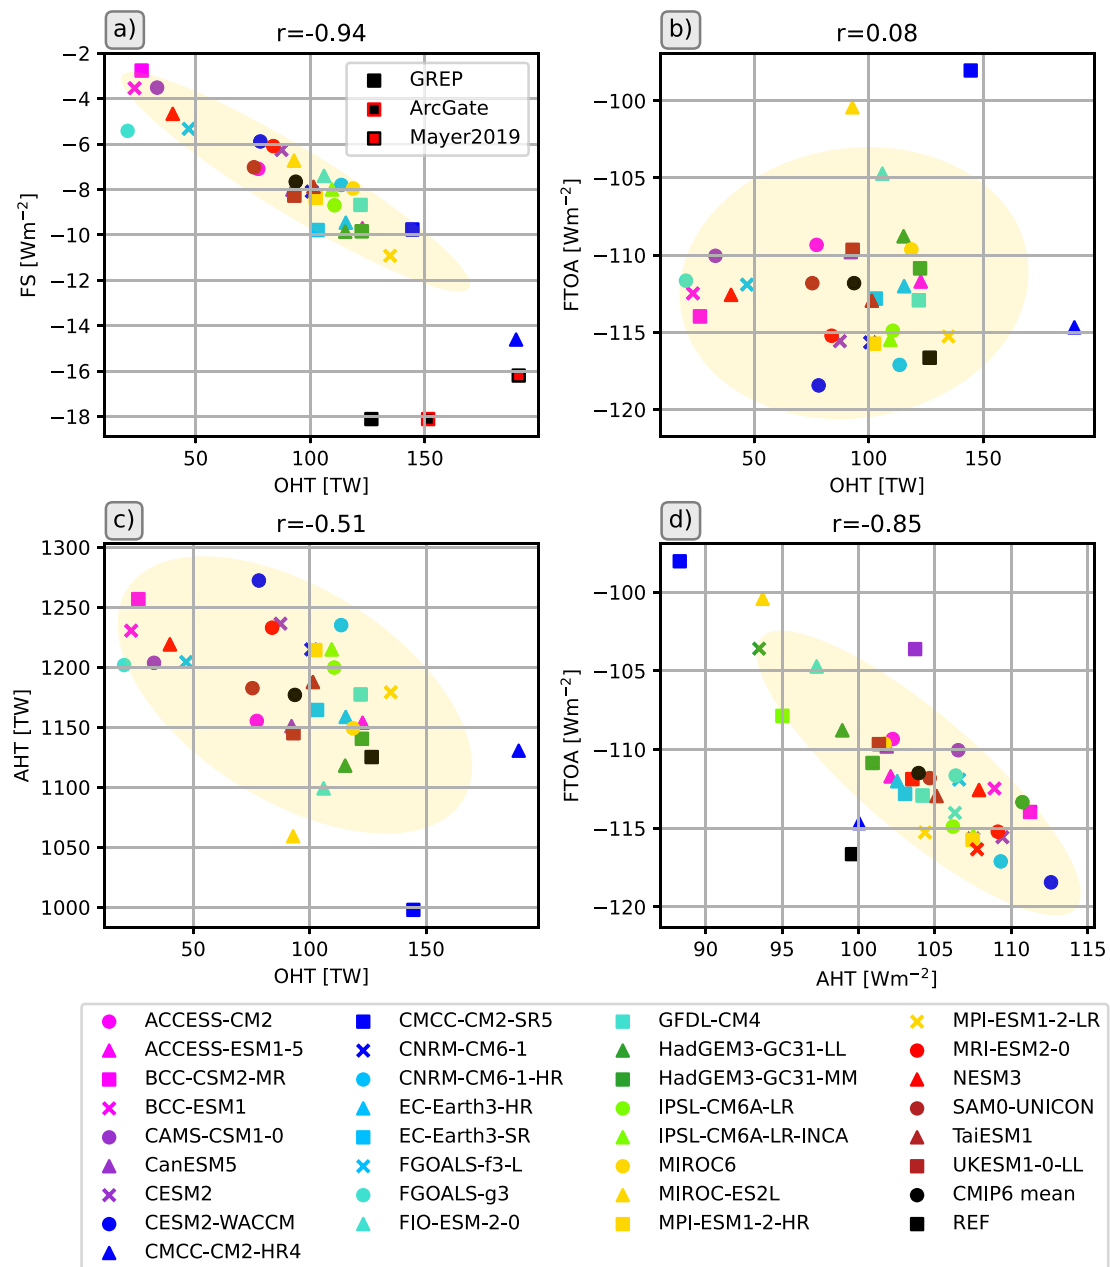 a)
r=-0.94
−2
−4
−6
−8
−10
−12
−14
−16
−18
FS [Wm−2]
GREP
ArcGate
Mayer2019
50
100
150
OHT [TW]
b)
r=0.08
−100
−105
−110
−115
−120
FTOA [Wm−2]
50
100
150
OHT [TW]
c)
r=-0.51
1300
1250
1200
1150
1100
1050
1000
AHT [TW]
50
100
150
OHT [TW]
d)
r=-0.85
−100
−105
−110
−115
−120
FTOA [Wm−2]
90
95
100
105
110
115
AHT [Wm−2]
ACCESS-CM2
ACCESS-ESM1-5
BCC-CSM2-MR
BCC-ESM1
CAMS-CSM1-0
CanESM5
CESM2
CESM2-WACCM
CMCC-CM2-HR4
CMCC-CM2-SR5
CNRM-CM6-1
CNRM-CM6-1-HR
EC-Earth3-HR
EC-Earth3-SR
FGOALS-f3-L
FGOALS-g3
FIO-ESM-2-0
GFDL-CM4
HadGEM3-GC31-LL
HadGEM3-GC31-MM
IPSL-CM6A-LR
IPSL-CM6A-LR-INCA
MIROC6
MIROC-ES2L
MPI-ESM1-2-HR
MPI-ESM1-2-LR
MRI-ESM2-0
NESM3
SAM0-UNICON
TaiESM1
UKESM1-0-LL
CMIP6 mean
REF